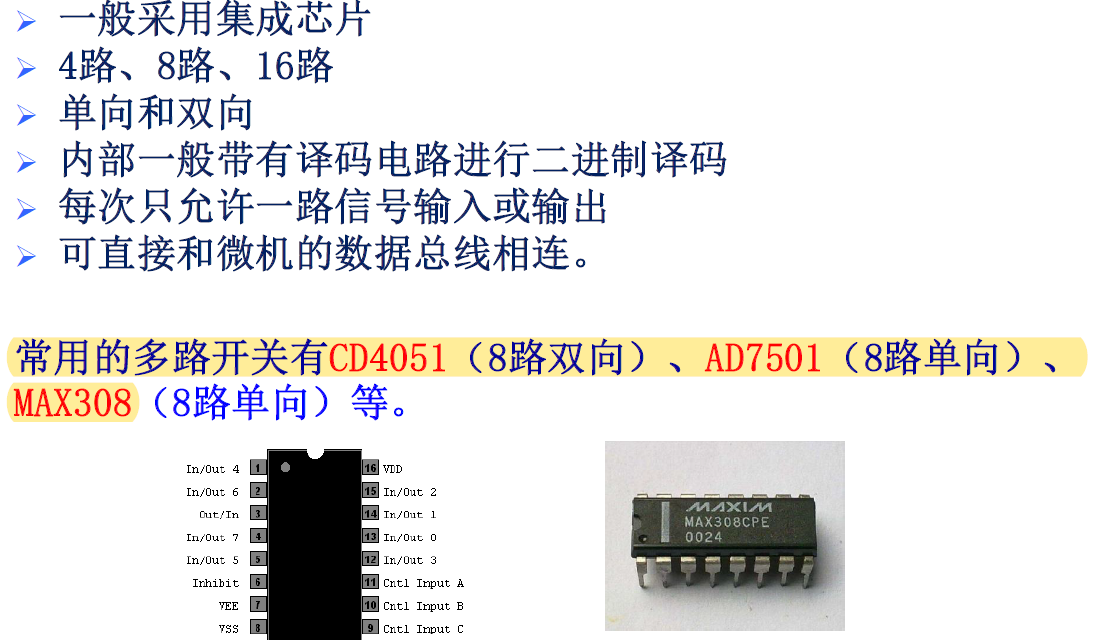 一般采用集成芯片
4路、8路、16路
单向和双向
内部一般带有译码电路进行二进制译码
每次只允许一路信号输入或输出
可直接和微机的数据总线相连。
常用的多路开关有CD4051（8路双向）、AD7501（8路单向）、
MAX308（8路单向）等。
In/Out 4 1 16 VDD
In/Out 6 2 15 In/Out 2
Out/In 3 14 In/Out 1
In/Out 7 4 13 In/Out 0
In/Out 5 5 12 In/Out 3
Inhibit 6 11 Cntl Input A
VEE 7 10 Cntl Input B
VSS 8 9 Cntl Input C
MAXIM
MAX308CPE
0024